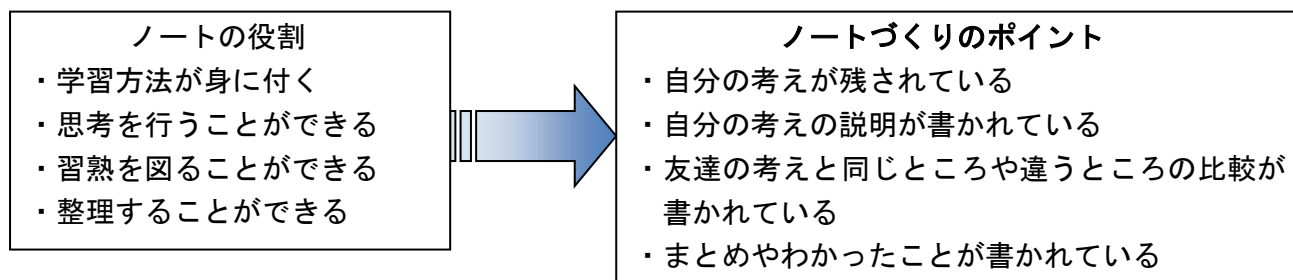 ノートの役割
・学習方法が身に付く
・思考を行うことができる
・習熟を図ることができる
・整理することができる
ノートづくりのポイント
・自分の考えが残されている
・自分の考えの説明が書かれている
・友達の考えと同じところや違うところの比較が
書かれている
・まとめやわかったことが書かれている